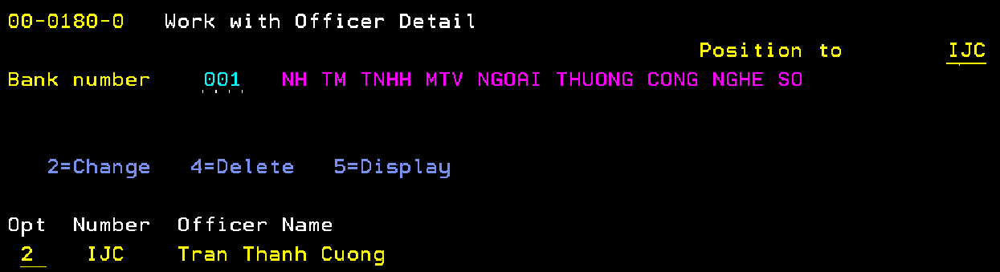 00-0180-0 Work with Officer Detail
Position to IJC
Bank number 001 NH TM TNHH MTV NGOAI THUONG CONG NGHE SO
2=Change 4=Delete 5=Display
Opt Number Officer Name
2 IJC Tran Thanh Cuong